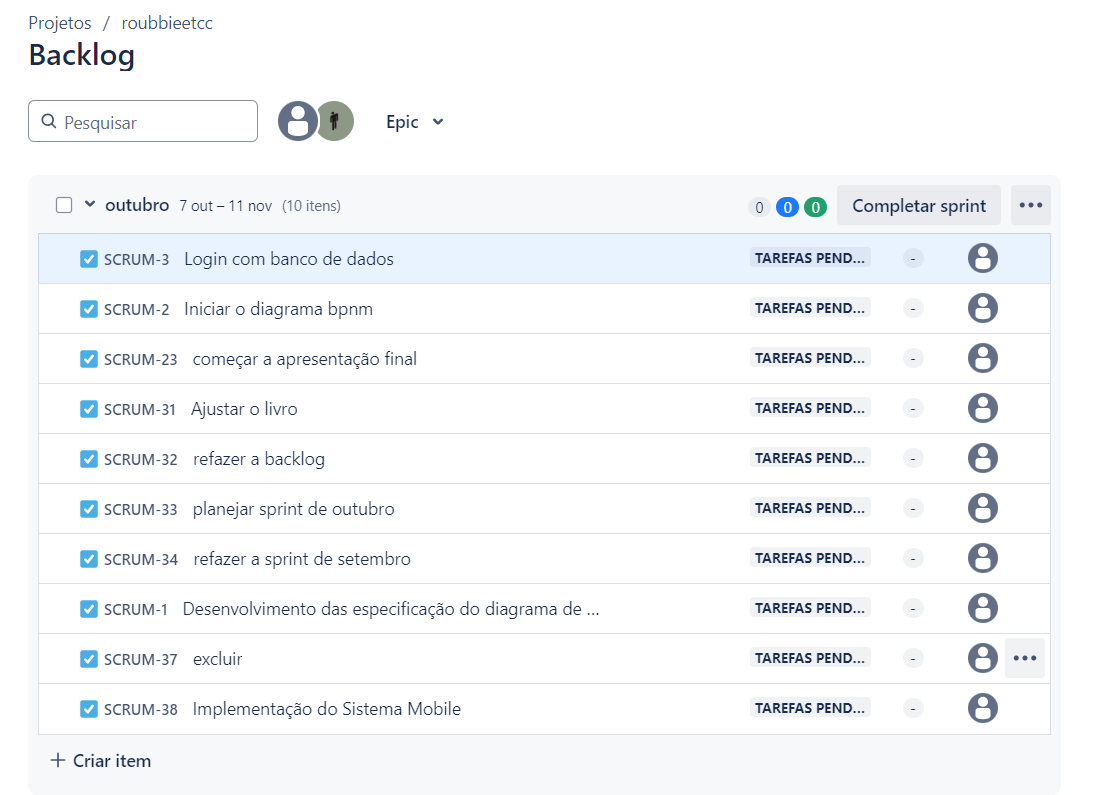 Projetos / roubbieetcc
Backlog
Pesquisar
Epic
outubro 7 out – 11 nov (10 itens) 0 0 0 Completar sprint
SCRUM-3 Login com banco de dados TAREFAS PEND... -
SCRUM-2 Iniciar o diagrama bpnm TAREFAS PEND... -
SCRUM-23 começar a apresentação final TAREFAS PEND... -
SCRUM-31 Ajustar o livro TAREFAS PEND... -
SCRUM-32 refazer a backlog TAREFAS PEND... -
SCRUM-33 planejar sprint de outubro TAREFAS PEND... -
SCRUM-34 refazer a sprint de setembro TAREFAS PEND... -
SCRUM-1 Desenvolvimento das especificação do diagrama de ... TAREFAS PEND... -
SCRUM-37 excluir TAREFAS PEND... -
SCRUM-38 Implementação do Sistema Mobile TAREFAS PEND... -
+ Criar item